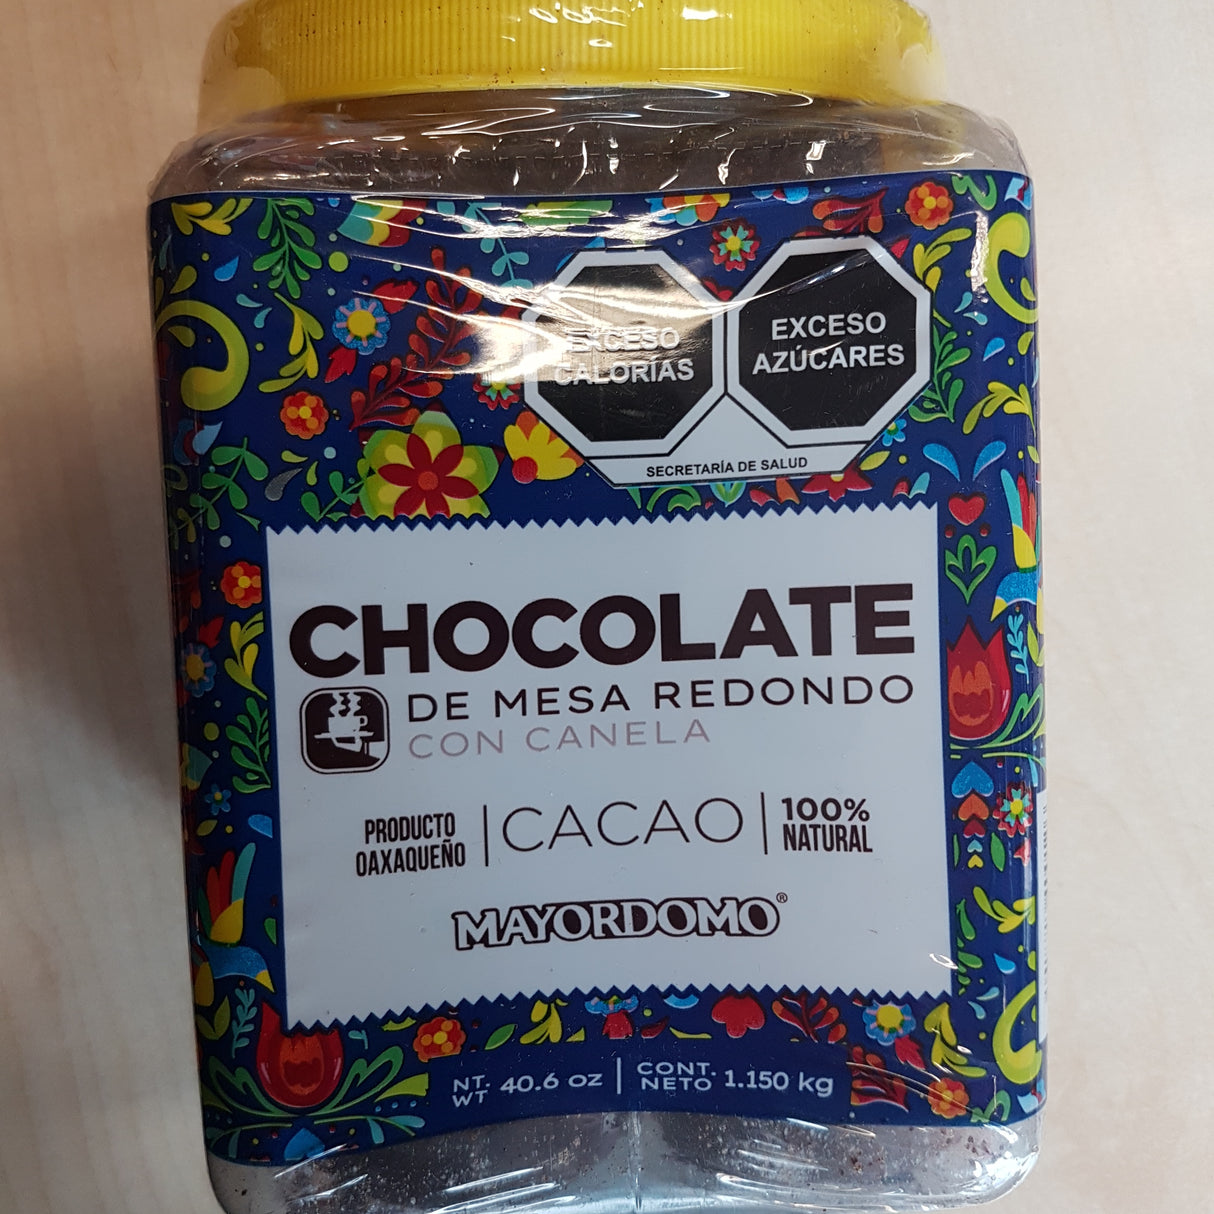 EXCESO
CALORÍAS
EXCESO
AZÚCARES
SECRETARÍA DE SALUD
CHOCOLATE
DE MESA REDONDO
CON CANELA
PRODUCTO
OAXAQUEÑO
CACAO
100%
NATURAL
MAYORDOMO®
NT.
WT
40.6 oz
CONT.
NETO
1.150 kg